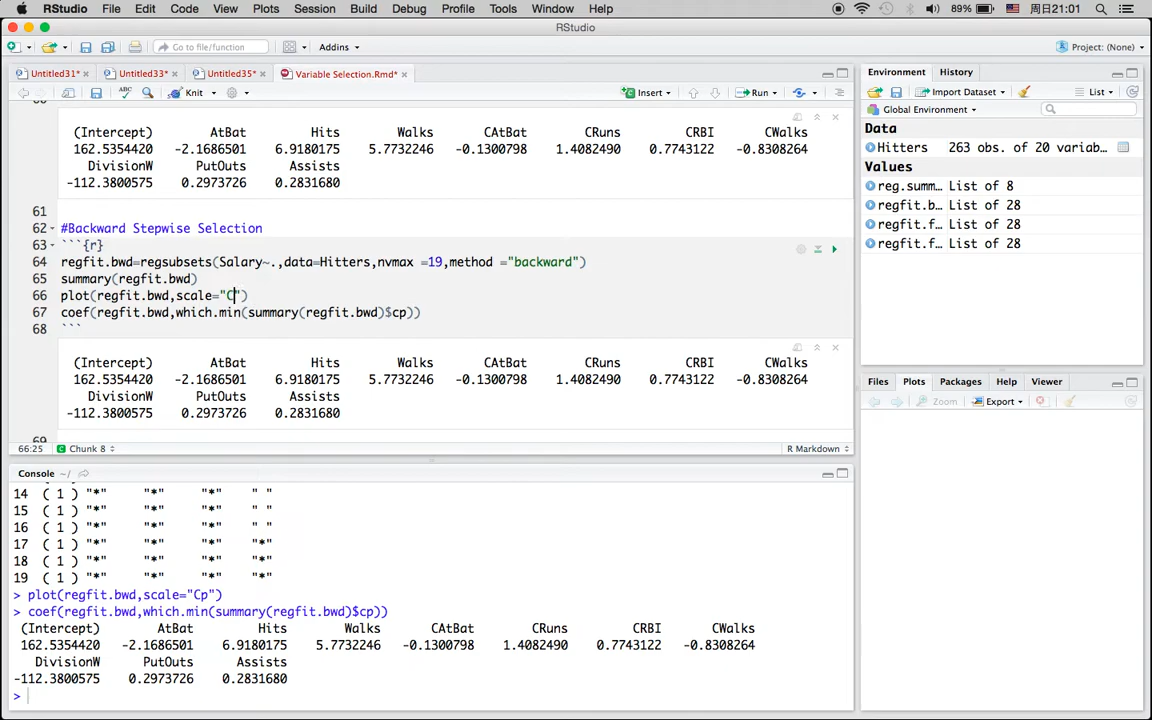 RStudio File Edit Code View Plots Session Build Debug Profile Tools Window Help 89% 周日21:01
RStudio
Go to file/function Addins Project: (None)
Untitled31* Untitled33* Untitled35* Variable Selection.Rmd*
ABC Knit Insert Run
(Intercept) AtBat Hits Walks CAtBat CRuns CRBI CWalks
162.5354420 -2.1686501 6.9180175 5.7732246 -0.1300798 1.4082490 0.7743122 -0.8308264
DivisionW PutOuts Assists
-112.3800575 0.2973726 0.2831680
61
62 #Backward Stepwise Selection
63 ```{r}
64 regfit.bwd=regsubsets(Salary~.,data=Hitters,nvmax =19,method ="backward")
65 summary(regfit.bwd)
66 plot(regfit.bwd,scale="C")
67 coef(regfit.bwd,which.min(summary(regfit.bwd)$cp))
68 ```
(Intercept) AtBat Hits Walks CAtBat CRuns CRBI CWalks
162.5354420 -2.1686501 6.9180175 5.7732246 -0.1300798 1.4082490 0.7743122 -0.8308264
DivisionW PutOuts Assists
-112.3800575 0.2973726 0.2831680
66:25 Chunk 8 R Markdown
Console ~/
14 ( 1 ) "*" "*" "*" " "
15 ( 1 ) "*" "*" "*" " "
16 ( 1 ) "*" "*" "*" " "
17 ( 1 ) "*" "*" "*" "*"
18 ( 1 ) "*" "*" "*" "*"
19 ( 1 ) "*" "*" "*" "*"
> plot(regfit.bwd,scale="Cp")
> coef(regfit.bwd,which.min(summary(regfit.bwd)$cp))
(Intercept) AtBat Hits Walks CAtBat CRuns CRBI CWalks
162.5354420 -2.1686501 6.9180175 5.7732246 -0.1300798 1.4082490 0.7743122 -0.8308264
DivisionW PutOuts Assists
-112.3800575 0.2973726 0.2831680
>
Environment History
Import Dataset List
Global Environment
Data
Hitters 263 obs. of 20 variab…
Values
reg.summ… List of 8
regfit.b… List of 28
regfit.f… List of 28
regfit.f… List of 28
Files Plots Packages Help Viewer
Zoom Export